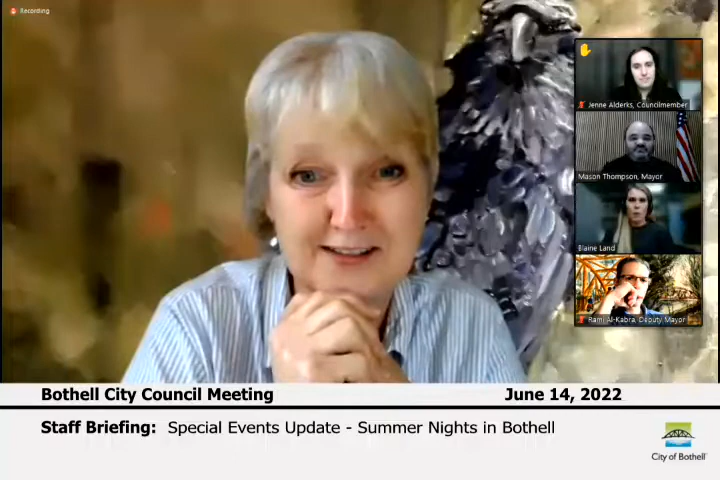 Recording
Jenne Alderks, Councilmember
Mason Thompson, Mayor
Elaine Land
Rami Al-Kabra, Deputy Mayor
Bothell City Council Meeting
June 14, 2022
Staff Briefing: Special Events Update - Summer Nights in Bothell
City of Bothell